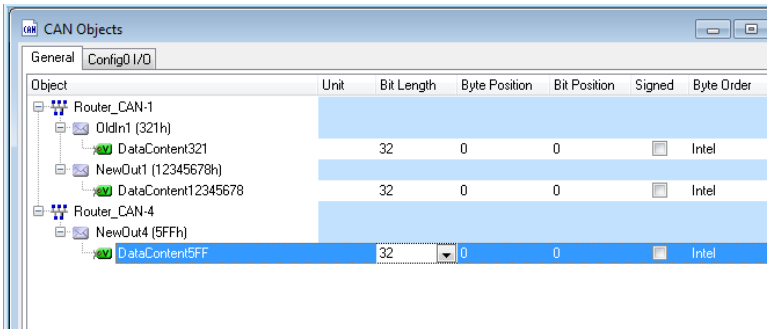 CAN CAN Objects
General Config0 I/O
Object Unit Bit Length Byte Position Bit Position Signed Byte Order
Router_CAN-1
OldIn1 (321h)
DataContent321 32 0 0 Intel
NewOut1 (12345678h)
DataContent12345678 32 0 0 Intel
Router_CAN-4
NewOut4 (5FFh)
DataContent5FF 32 0 0 Intel